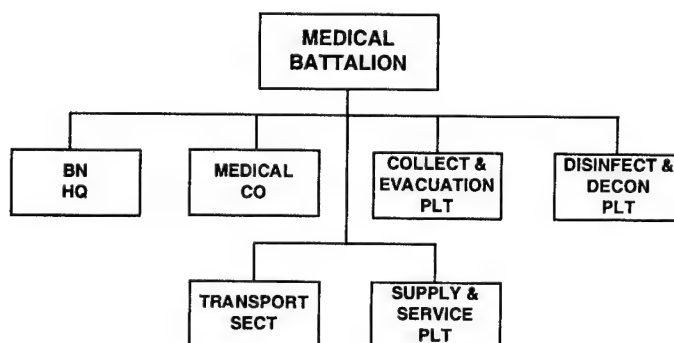 MEDICAL
BATTALION
BN
HQ
MEDICAL
CO
COLLECT &
EVACUATION
PLT
DISINFECT &
DECON
PLT
TRANSPORT
SECT
SUPPLY &
SERVICE
PLT